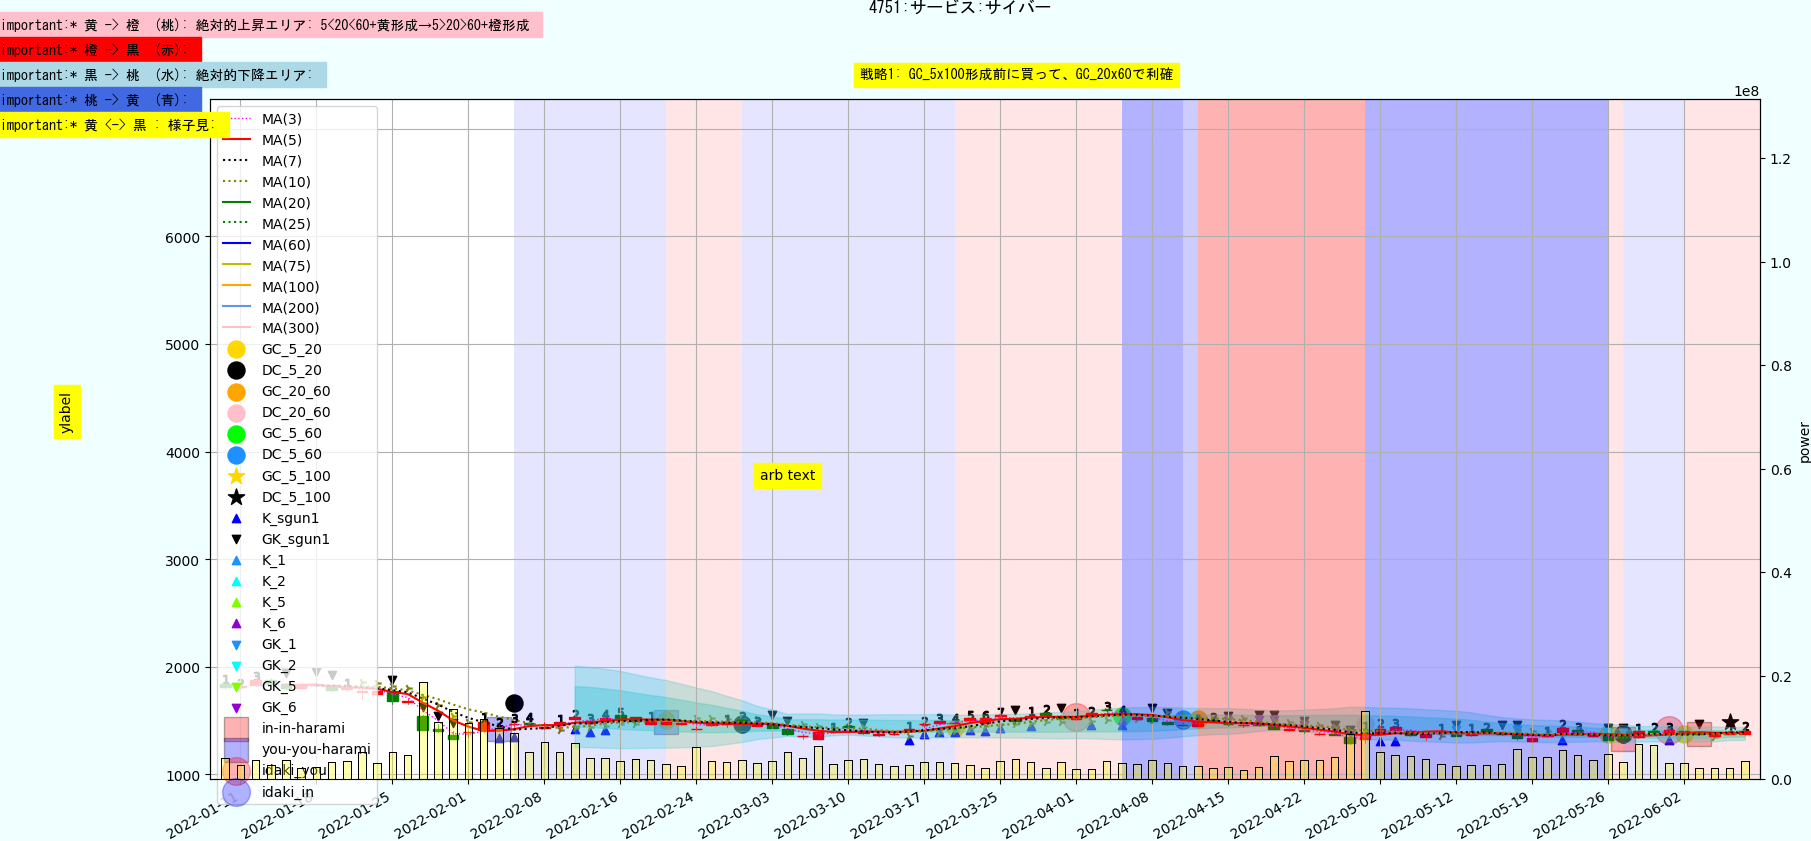 4751:サービス:サイバー
important:* 黄 -> 橙 (桃): 絶対的上昇エリア: 5<20<60+黄形成→5>20>60+橙形成
important:* 橙 -> 黒 (赤):
important:* 黒 -> 桃 (水): 絶対的下降エリア:
戦略1: GC_5x100形成前に買って、GC_20x60で利確
important:* 桃 -> 黄 (青):
important:* 黄 <-> 黒 : 様子見:
1e8
MA(3)
MA(5)
MA(7)
MA(10)
MA(20)
MA(25)
MA(60)
MA(75)
MA(100)
MA(200)
MA(300)
GC_5_20
DC_5_20
GC_20_60
DC_20_60
GC_5_60
DC_5_60
GC_5_100
DC_5_100
K_sgun1
GK_sgun1
K_1
K_2
K_5
K_6
GK_1
GK_2
GK_5
GK_6
in-in-harami
you-you-harami
idaki_you
idaki_in
6000
5000
4000
3000
2000
1000
ylabel
arb text
1.2
1.0
0.8
0.6
0.4
0.2
0.0
power
2022-01-25
2022-02-01
2022-02-08
2022-02-16
2022-02-24
2022-03-03
2022-03-10
2022-03-17
2022-03-25
2022-04-01
2022-04-08
2022-04-15
2022-04-22
2022-05-02
2022-05-12
2022-05-19
2022-05-26
2022-06-02